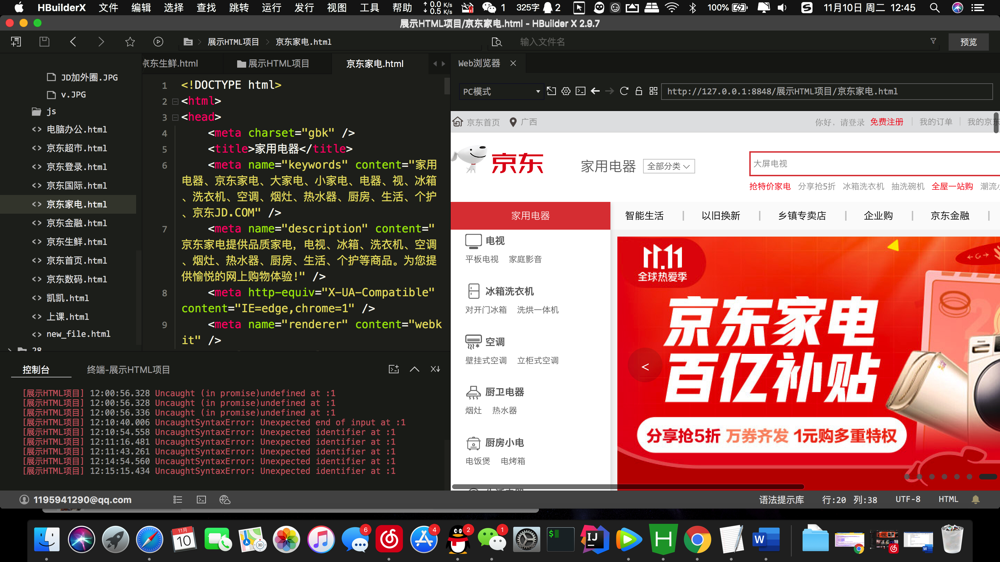 HBuilderX 文件 编辑 选择 查找 跳转 运行 发行 视图 工具 帮助 0.0 K/s 0.5 K/s 1 325字 2 100% 11月10日 周二 12:45
展示HTML项目/京东家电.html - HBuilder X 2.9.7
展示HTML项目 京东家电.html 输入文件名 预览
京东生鲜.html 展示HTML项目 京东家电.html Web浏览器
JD加外圈.JPG
v.JPG
js
电脑办公.html
京东超市.html
京东登录.html
京东国际.html
京东家电.html
京东金融.html
京东生鲜.html
京东首页.html
京东数码.html
凯凯.html
上课.html
new_file.html
28
1 <!DOCTYPE html>
2 <html>
3 <head>
4 <meta charset="gbk" />
5 <title>家用电器</title>
6 <meta name="keywords" content="家用
电器、京东家电、大家电、小家电、电器、视、冰箱
、洗衣机、空调、烟灶、热水器、厨房、生活、个护
、京东JD.COM" />
7 <meta name="description" content="
京东家电提供品质家电，电视、冰箱、洗衣机、空调
、烟灶、热水器、厨房、生活、个护等商品。为您提
供愉悦的网上购物体验!" />
8 <meta http-equiv="X-UA-Compatible"
content="IE=edge,chrome=1" />
9 <meta name="renderer" content="webk
it" />
PC模式 http://127.0.0.1:8848/展示HTML项目/京东家电.html
京东首页 广西 你好，请登录 免费注册 我的订单 我的京东
京东 家用电器 全部分类 大屏电视
抢特价家电 分享抢5折 冰箱洗衣机 抽洗碗机 全屋一站购 潮流小
家用电器 智能生活 以旧换新 乡镇专卖店 企业购 京东金融
电视
平板电视 家庭影音
冰箱洗衣机
对开门冰箱 洗烘一体机
空调
壁挂式空调 立柜式空调
厨卫电器
烟灶 热水器
厨房小电
电饭煲 电烤箱
11.11
全球热爱季
京东家电
百亿补贴
<
分享抢5折 万券齐发 1元购多重特权
控制台 终端-展示HTML项目
[展示HTML项目] 12:00:56.328 Uncaught (in promise)undefined at :1
[展示HTML项目] 12:00:56.328 Uncaught (in promise)undefined at :1
[展示HTML项目] 12:00:56.336 Uncaught (in promise)undefined at :1
[展示HTML项目] 12:10:40.006 UncaughtSyntaxError: Unexpected end of input at :1
[展示HTML项目] 12:10:54.558 UncaughtSyntaxError: Unexpected identifier at :1
[展示HTML项目] 12:11:16.481 UncaughtSyntaxError: Unexpected identifier at :1
[展示HTML项目] 12:11:43.261 UncaughtSyntaxError: Unexpected identifier at :1
[展示HTML项目] 12:14:54.560 UncaughtSyntaxError: Unexpected identifier at :1
[展示HTML项目] 12:15:15.434 UncaughtSyntaxError: Unexpected identifier at :1
1195941290@qq.com 语法提示库 行:20 列:38 UTF-8 HTML
11月 10 3D 6 4 2 1 $ IJ H W